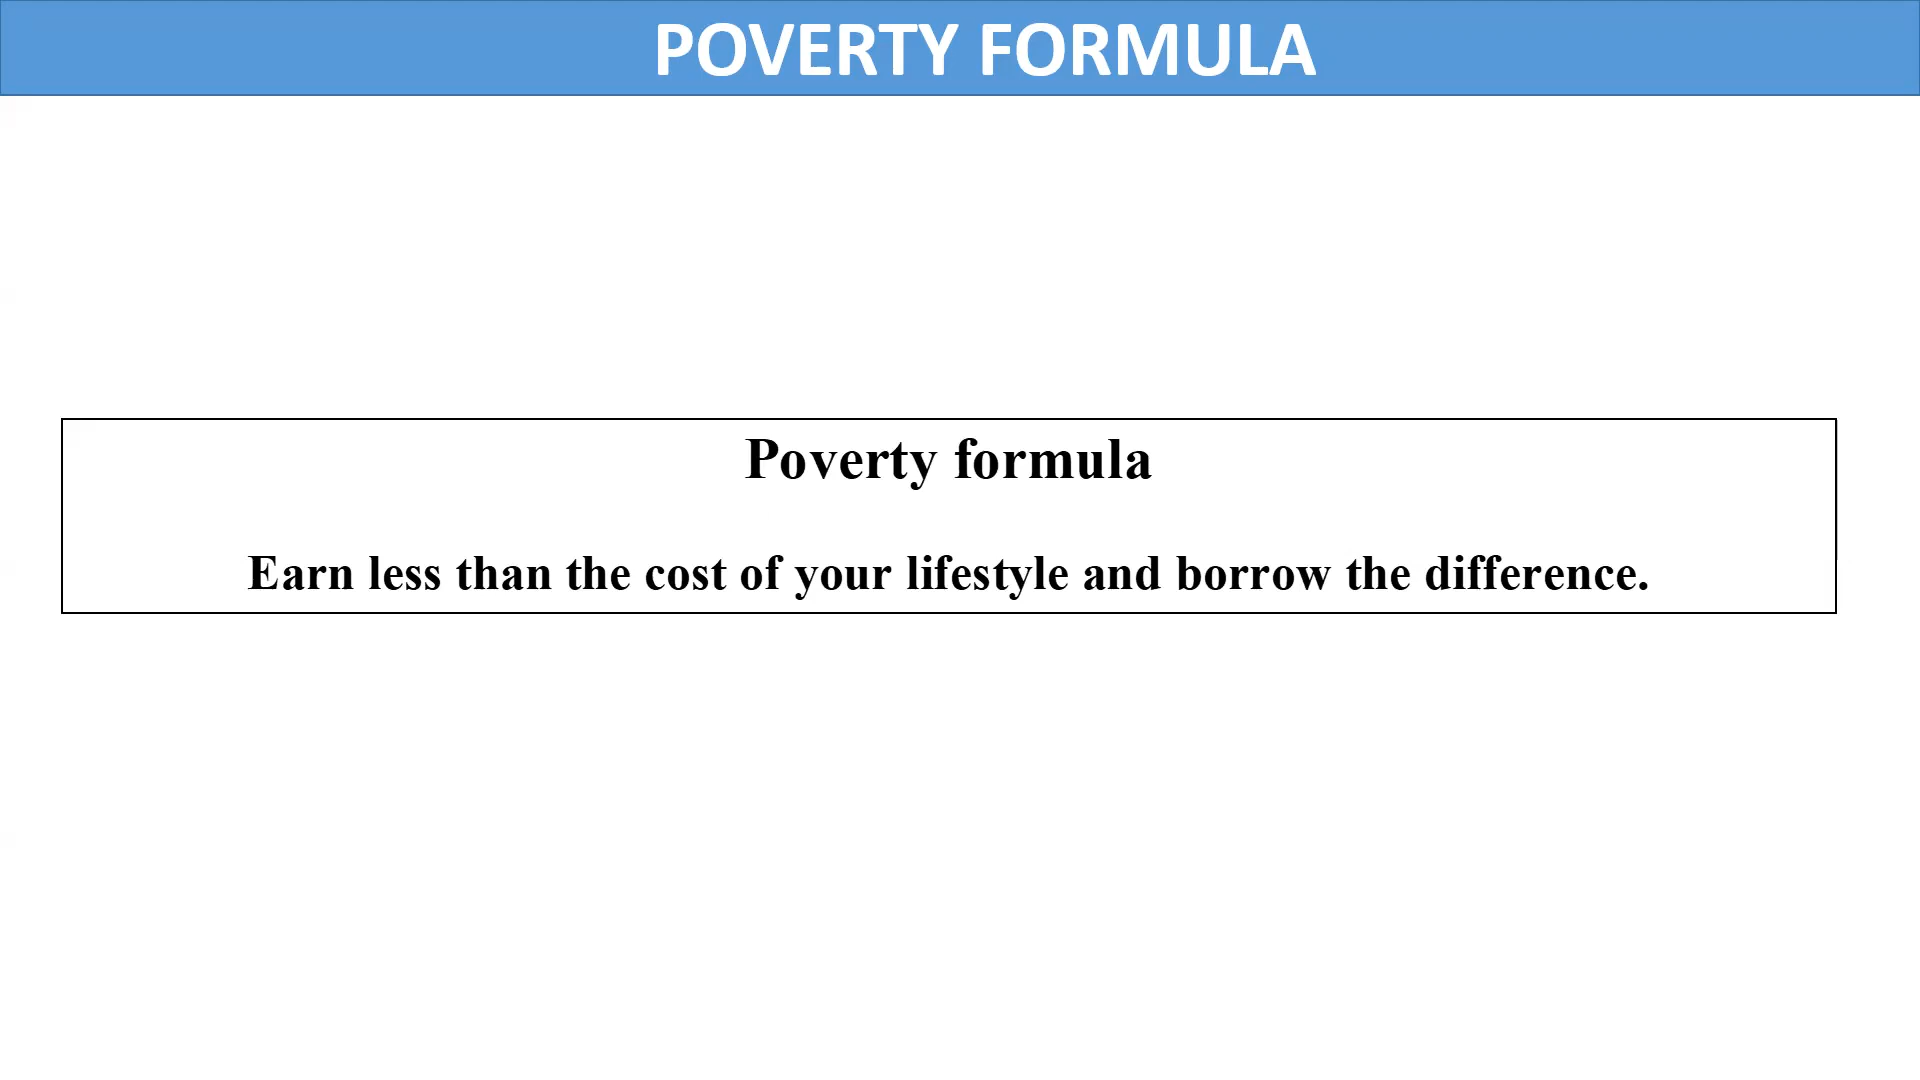 POVERTY FORMULA
Poverty formula
Earn less than the cost of your lifestyle and borrow the difference.